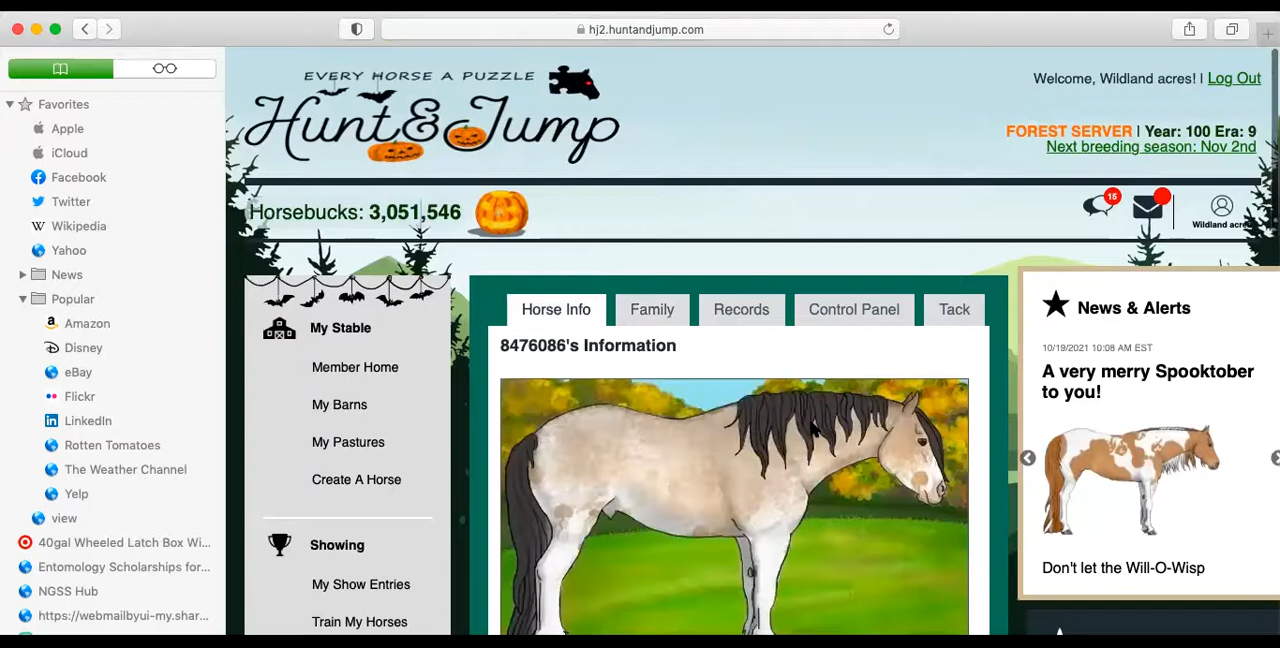 hj2.huntandjump.com
Favorites
Apple
iCloud
Facebook
Twitter
Wikipedia
Yahoo
News
Popular
Amazon
Disney
eBay
Flickr
LinkedIn
Rotten Tomatoes
The Weather Channel
Yelp
view
40gal Wheeled Latch Box Wi...
Entomology Scholarships for...
NGSS Hub
https://webmailbyui-my.shar...
EVERY HORSE A PUZZLE
Hunt&Jump
Welcome, Wildland acres! | Log Out
FOREST SERVER | Year: 100 Era: 9
Next breeding season: Nov 2nd
Horsebucks: 3,051,546
15
Wildland acres
My Stable
Member Home
My Barns
My Pastures
Create A Horse
Showing
My Show Entries
Train My Horses
Horse Info Family Records Control Panel Tack
8476086's Information
News & Alerts
10/19/2021 10:08 AM EST
A very merry Spooktober
to you!
Don't let the Will-O-Wisp